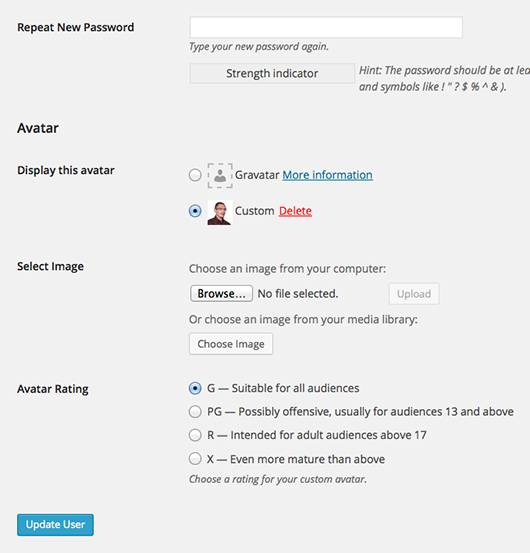 Repeat New Password
Type your new password again.
Strength indicator
Hint: The password should be at
and symbols like ! " ? $ % ^ & ).
Avatar
Display this avatar
Gravatar More information
Custom Delete
Select Image
Choose an image from your computer:
Browse... No file selected. Upload
Or choose an image from your media library:
Choose Image
Avatar Rating
G — Suitable for all audiences
PG — Possibly offensive, usually for audiences 13 and above
R — Intended for adult audiences above 17
X — Even more mature than above
Choose a rating for your custom avatar.
Update User